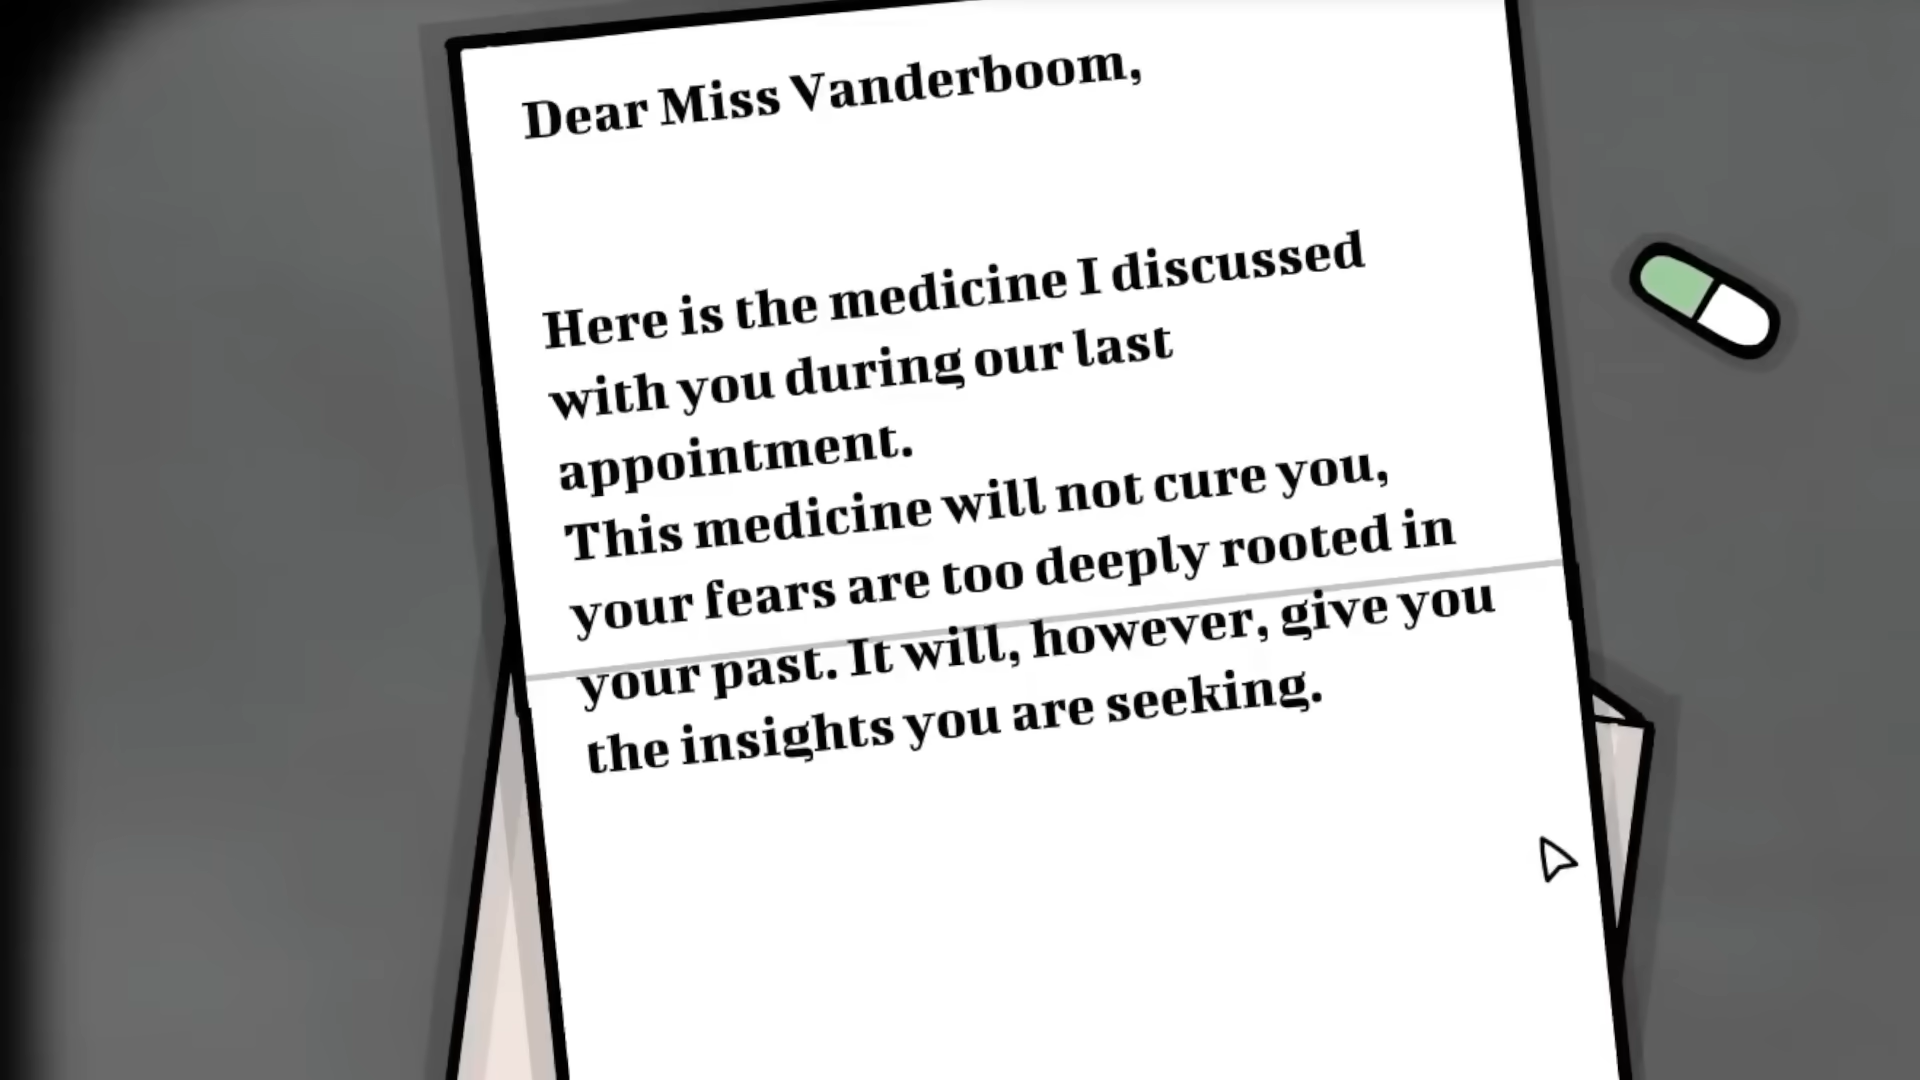 Dear Miss Vanderboom,
Here is the medicine I discussed
with you during our last
appointment.
This medicine will not cure you,
your fears are too deeply rooted in
your past. It will, however, give you
the insights you are seeking.